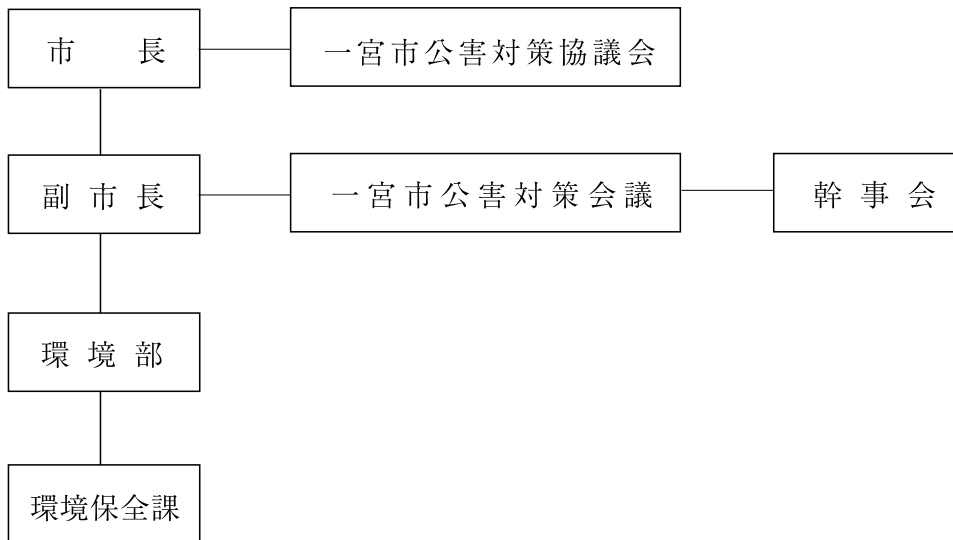 市長
一宮市公害対策協議会
副市長
一宮市公害対策会議
幹事会
環境部
環境保全課